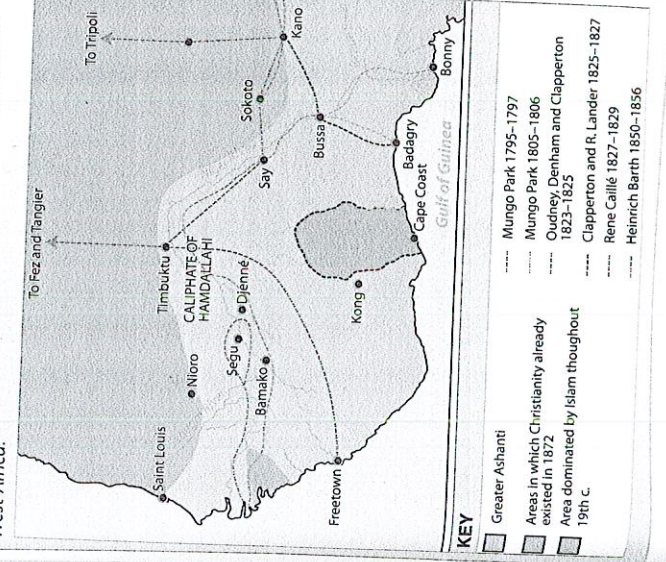 West Africa.
To Fez and Tangier
To Tripoli
Saint Louis
Nioro
Timbuktu
CALIPHATE OF
HAMDALLAHI
Segu
Djenné
Bamako
Say
Sokoto
Kano
Bussa
Kong
Freetown
Cape Coast
Badagry
Bonny
Gulf of Guinea
KEY
Greater Ashanti
Areas in which Christianity already
existed in 1872
Area dominated by Islam thoughout
19th c.
Mungo Park 1795–1797
Mungo Park 1805–1806
Oudney, Denham and Clapperton
1823–1825
Clapperton and R. Lander 1825–1827
Rene Caillé 1827–1829
Heinrich Barth 1850–1856